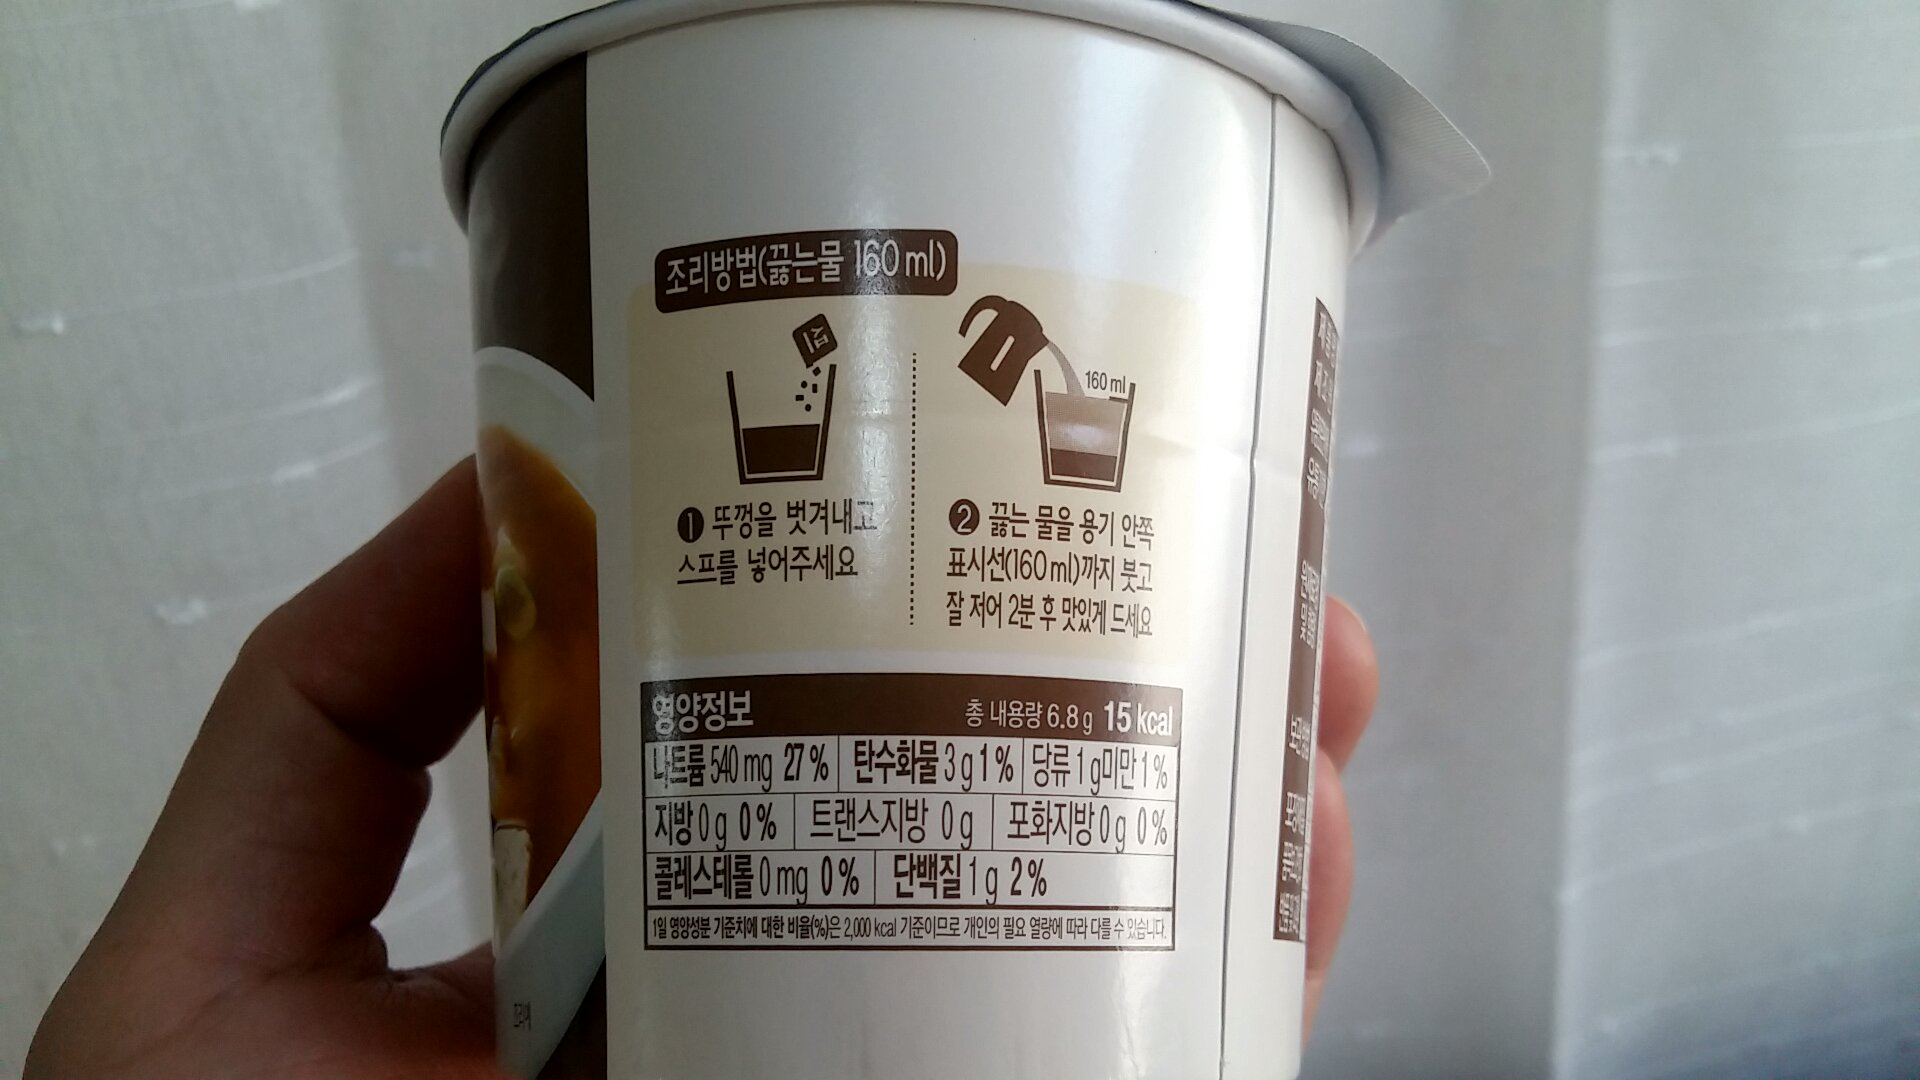 조리방법(끓는물 160 ml)
스프
160 ml
1 뚜껑을 벗겨내고
스프를 넣어주세요
2 끓는 물을 용기 안쪽
표시선(160 ml)까지 붓고
잘 저어 2분 후 맛있게 드세요
영양정보 총 내용량 6.8 g 15 kcal
나트륨 540 mg 27 % 탄수화물 3 g 1 % 당류 1 g미만 1 %
지방 0 g 0 % 트랜스지방 0 g 포화지방 0 g 0 %
콜레스테롤 0 mg 0 % 단백질 1 g 2 %
1일 영양성분 기준치에 대한 비율(%)은 2,000 kcal 기준이므로 개인의 필요 열량에 따라 다를 수 있습니다.